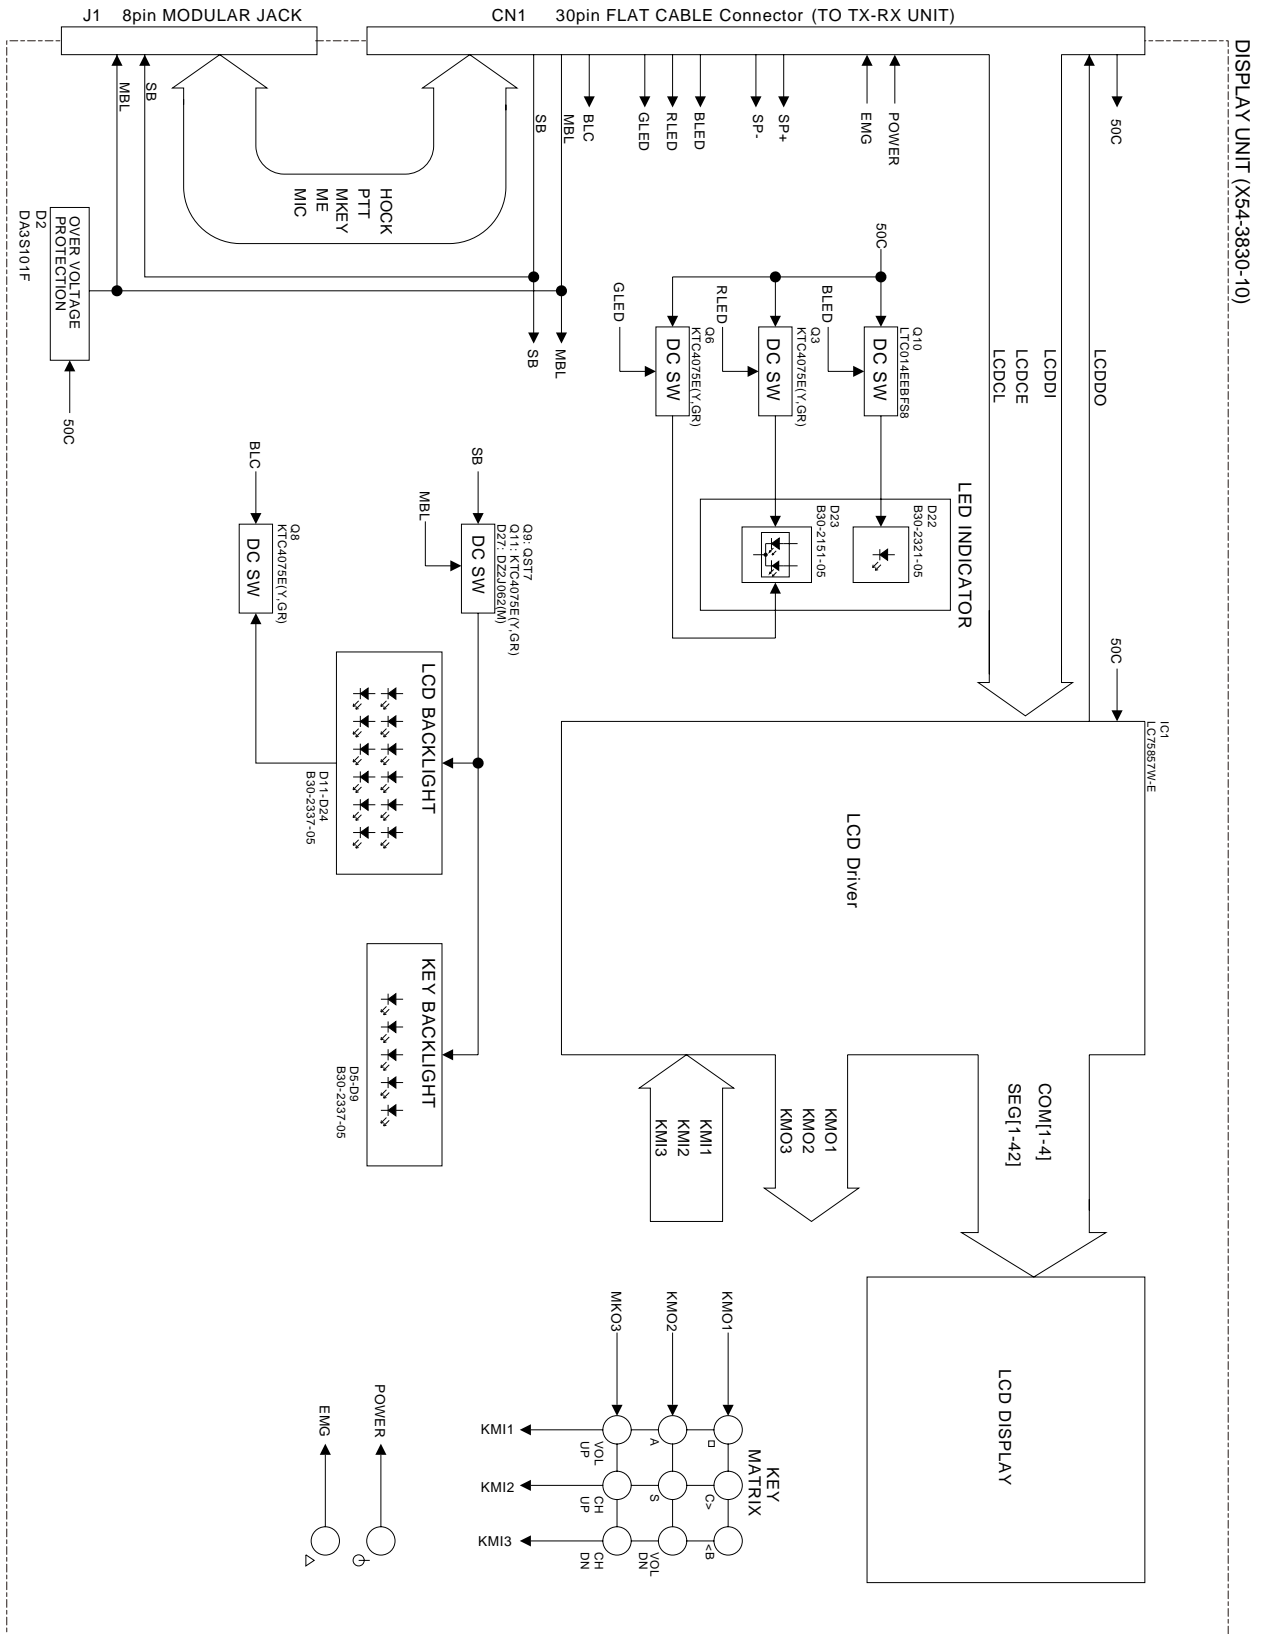 J1 8pin MODULAR JACK
CN1 30pin FLAT CABLE Connector (TO TX-RX UNIT)
DISPLAY UNIT (X54-3830-10)
MBL
SB
SB
MBL
BLC
GLED
RLED
BLED
SP-
SP+
EMG
POWER
50C
HOCK
PTT
MKEY
ME
MIC
OVER VOLTAGE
PROTECTION
D2
DA3S101F
50C
SB
MBL
50C
GLED
RLED
BLED
DC SW
Q6
KTC4075E(Y,GR)
DC SW
Q3
KTC4075E(Y,GR)
DC SW
Q10
LTC014EEBFS8
LCDDO
LCDDI
LCDCE
LCDCL
LED INDICATOR
D22
B30-2321-05
D23
B30-2151-05
BLC
DC SW
Q8
KTC4075E(Y,GR)
SB
MBL
DC SW
Q9: QST7
Q11: KTC4075E(Y,GR)
D27: DZ2J062(M)
LCD BACKLIGHT
D11-D24
B30-2337-05
KEY BACKLIGHT
D5-D9
B30-2337-05
50C
IC1
LC75857W-E
LCD Driver
KMI1
KMI2
KMI3
KMO1
KMO2
KMO3
COM[1-4]
SEG[1-42]
LCD DISPLAY
KEY
MATRIX
KMO1
KMO2
MKO3
KMI1
KMI2
KMI3
C>
<B
A
S
VOL
DN
VOL
UP
CH
UP
CH
DN
POWER
EMG